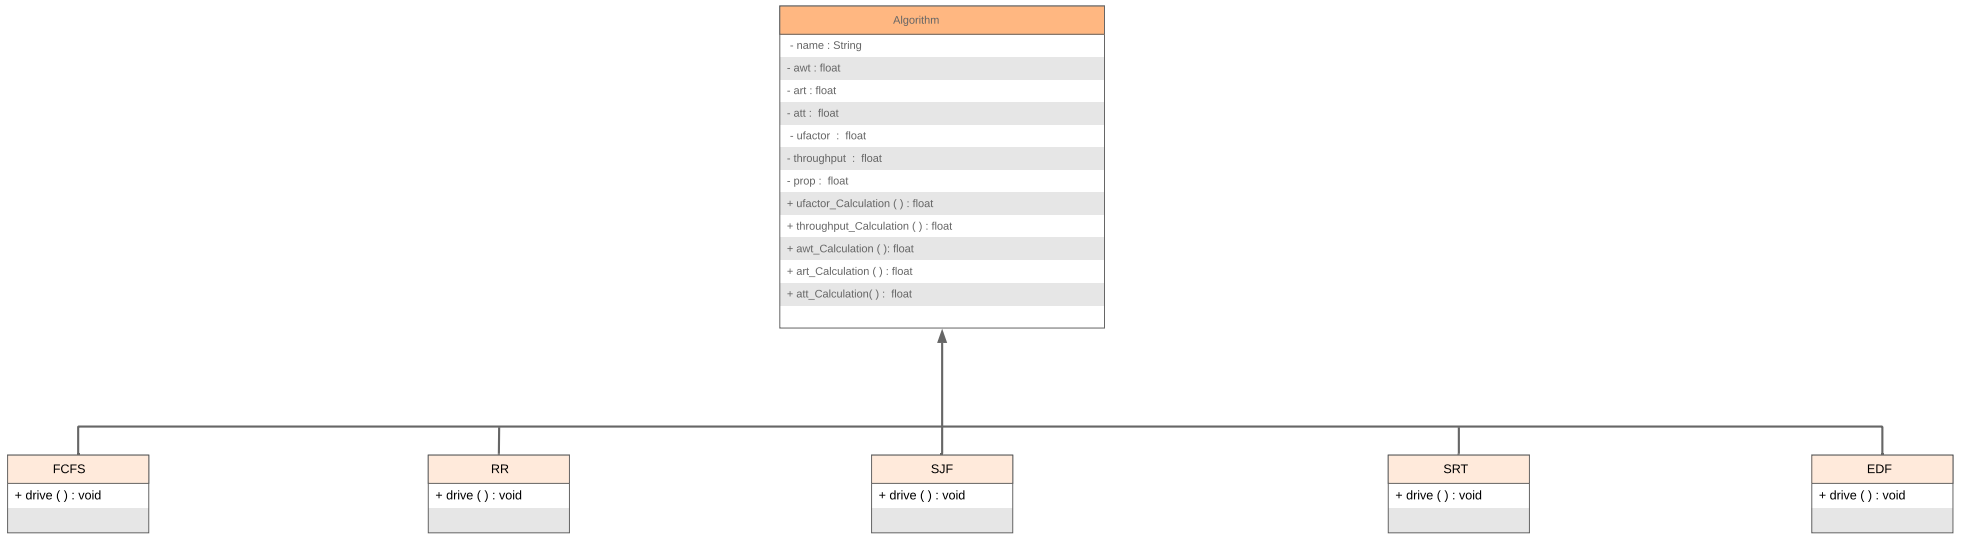 Algorithm
- name : String
- awt : float
- art : float
- att :  float
- ufactor  :  float
- throughput  :  float
- prop :  float
+ ufactor_Calculation ( ) : float
+ throughput_Calculation ( ) : float
+ awt_Calculation ( ): float
+ art_Calculation ( ) : float
+ att_Calculation( ) :  float
FCFS
+ drive ( ) : void
RR
+ drive ( ) : void
SJF
+ drive ( ) : void
SRT
+ drive ( ) : void
EDF
+ drive ( ) : void